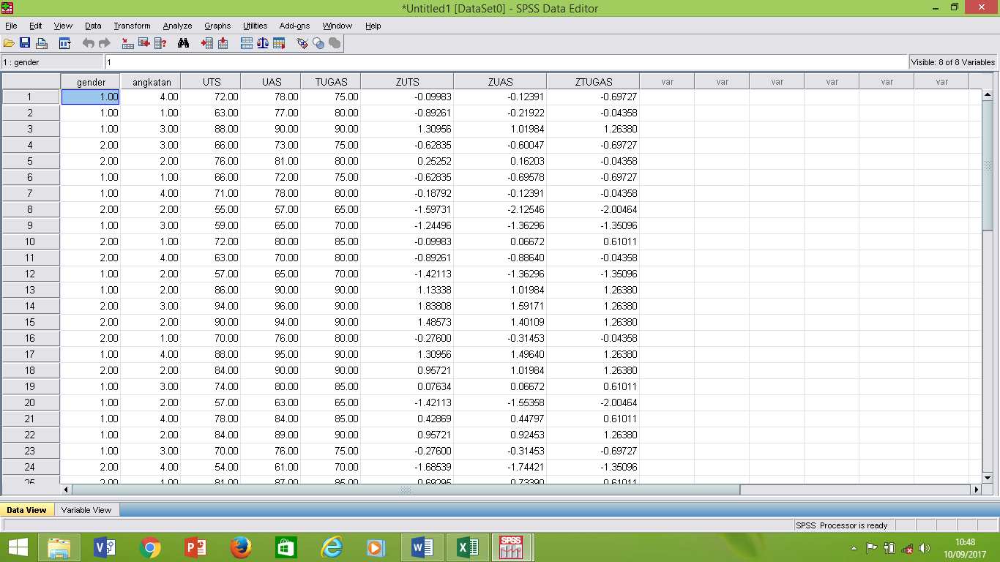 *Untitled1 [DataSet0] - SPSS Data Editor
File Edit View Data Transform Analyze Graphs Utilities Add-ons Window Help
1 : gender 1 Visible: 8 of 8 Variables
gender angkatan UTS UAS TUGAS ZUTS ZUAS ZTUGAS var var var var var var
1 1.00 4.00 72.00 78.00 75.00 -0.09983 -0.12391 -0.69727
2 1.00 1.00 63.00 77.00 80.00 -0.89261 -0.21922 -0.04358
3 1.00 3.00 88.00 90.00 90.00 1.30956 1.01984 1.26380
4 2.00 3.00 66.00 73.00 75.00 -0.62835 -0.60047 -0.69727
5 2.00 2.00 76.00 81.00 80.00 0.25252 0.16203 -0.04358
6 1.00 1.00 66.00 72.00 75.00 -0.62835 -0.69578 -0.69727
7 1.00 4.00 71.00 78.00 80.00 -0.18792 -0.12391 -0.04358
8 2.00 2.00 55.00 57.00 65.00 -1.59731 -2.12546 -2.00464
9 1.00 3.00 59.00 65.00 70.00 -1.24496 -1.36296 -1.35096
10 2.00 1.00 72.00 80.00 85.00 -0.09983 0.06672 0.61011
11 2.00 4.00 63.00 70.00 80.00 -0.89261 -0.88640 -0.04358
12 1.00 2.00 57.00 65.00 70.00 -1.42113 -1.36296 -1.35096
13 1.00 2.00 86.00 90.00 90.00 1.13338 1.01984 1.26380
14 2.00 3.00 94.00 96.00 90.00 1.83808 1.59171 1.26380
15 2.00 2.00 90.00 94.00 90.00 1.48573 1.40109 1.26380
16 2.00 1.00 70.00 76.00 80.00 -0.27600 -0.31453 -0.04358
17 1.00 4.00 88.00 95.00 90.00 1.30956 1.49640 1.26380
18 2.00 2.00 84.00 90.00 90.00 0.95721 1.01984 1.26380
19 1.00 3.00 74.00 80.00 85.00 0.07634 0.06672 0.61011
20 1.00 2.00 57.00 63.00 65.00 -1.42113 -1.55358 -2.00464
21 1.00 4.00 78.00 84.00 85.00 0.42869 0.44797 0.61011
22 1.00 2.00 84.00 89.00 90.00 0.95721 0.92453 1.26380
23 1.00 3.00 70.00 76.00 75.00 -0.27600 -0.31453 -0.69727
24 2.00 4.00 54.00 61.00 70.00 -1.68539 -1.74421 -1.35096
25 2.00 1.00 81.00 87.00 85.00 0.69295 0.73390 0.61011
Data View Variable View
SPSS Processor is ready
SPSS
10:48
10/09/2017